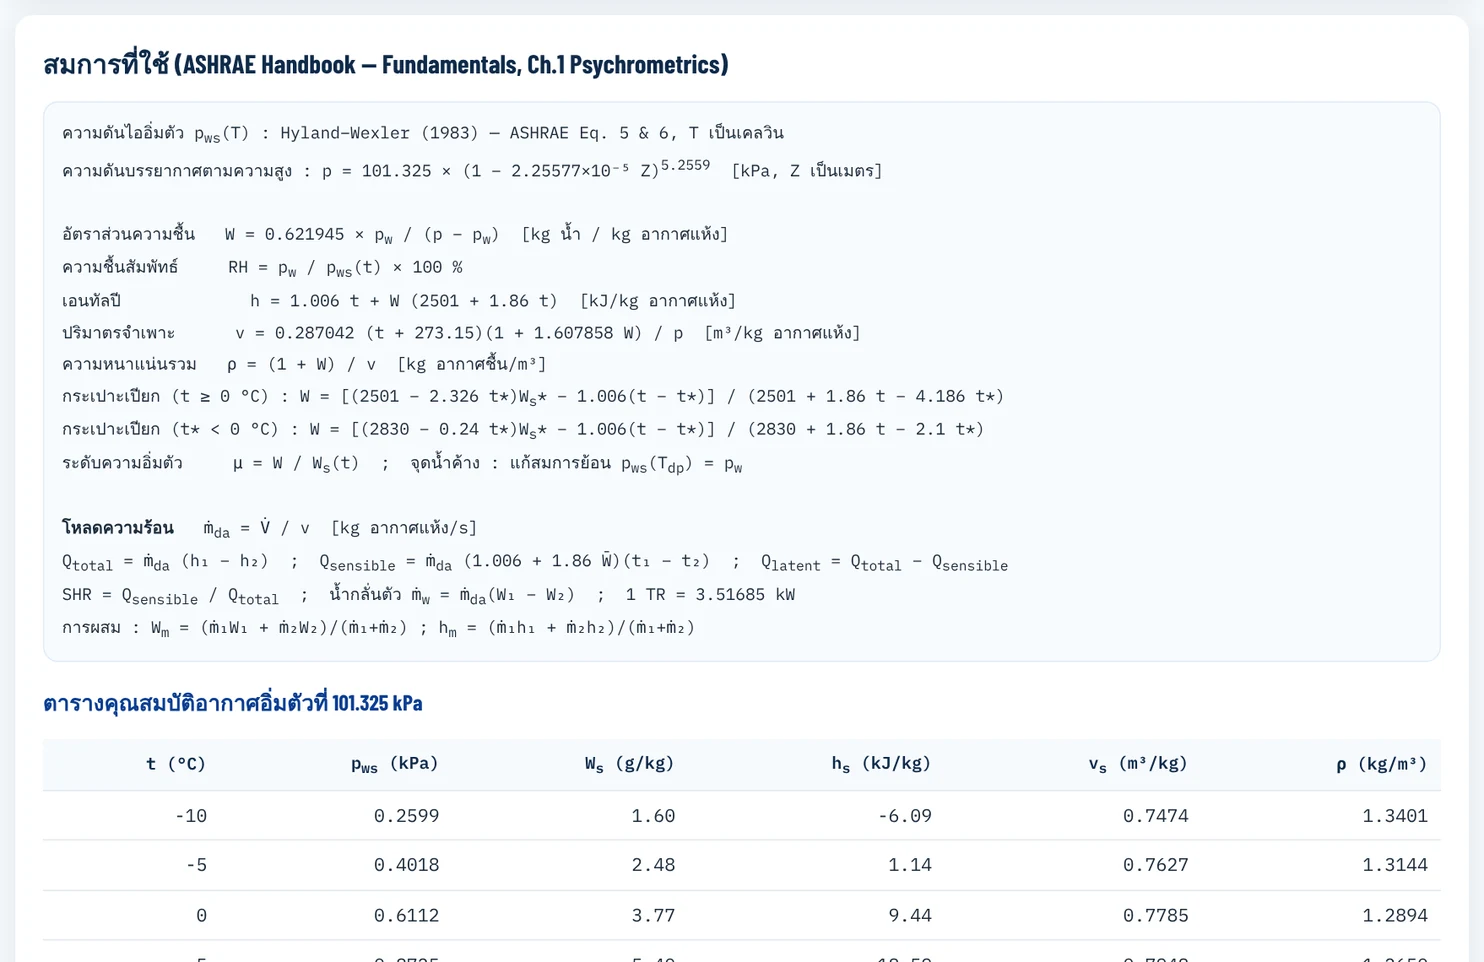 สมการที่ใช้ (ASHRAE Handbook — Fundamentals, Ch.1 Psychrometrics)
ความดันไออิ่มตัว pws(T) : Hyland–Wexler (1983) — ASHRAE Eq. 5 & 6, T เป็นเคลวิน
ความดันบรรยากาศตามความสูง : p = 101.325 × (1 − 2.25577×10⁻⁵ Z)^5.2559 [kPa, Z เป็นเมตร]
อัตราส่วนความชื้น W = 0.621945 × pw / (p − pw) [kg น้ำ / kg อากาศแห้ง]
ความชื้นสัมพัทธ์ RH = pw / pws(t) × 100 %
เอนทัลปี h = 1.006 t + W (2501 + 1.86 t) [kJ/kg อากาศแห้ง]
ปริมาตรจำเพาะ v = 0.287042 (t + 273.15)(1 + 1.607858 W) / p [m³/kg อากาศแห้ง]
ความหนาแน่นรวม ρ = (1 + W) / v [kg อากาศชื้น/m³]
กระเปาะเปียก (t ≥ 0 °C) : W = [(2501 − 2.326 t*)Ws* − 1.006(t − t*)] / (2501 + 1.86 t − 4.186 t*)
กระเปาะเปียก (t* < 0 °C) : W = [(2830 − 0.24 t*)Ws* − 1.006(t − t*)] / (2830 + 1.86 t − 2.1 t*)
ระดับความอิ่มตัว μ = W / Ws(t) ; จุดน้ำค้าง : แก้สมการย้อน pws(Tdp) = pw
โหลดความร้อน ṁda = V̇ / v [kg อากาศแห้ง/s]
Qtotal = ṁda (h₁ − h₂) ; Qsensible = ṁda (1.006 + 1.86 W̄)(t₁ − t₂) ; Qlatent = Qtotal − Qsensible
SHR = Qsensible / Qtotal ; น้ำกลั่นตัว ṁw = ṁda(W₁ − W₂) ; 1 TR = 3.51685 kW
การผสม : Wm = (ṁ₁W₁ + ṁ₂W₂)/(ṁ₁+ṁ₂) ; hm = (ṁ₁h₁ + ṁ₂h₂)/(ṁ₁+ṁ₂)
ตารางคุณสมบัติอากาศอิ่มตัวที่ 101.325 kPa
t (°C) pws (kPa) Ws (g/kg) hs (kJ/kg) vs (m³/kg) ρ (kg/m³)
-10 0.2599 1.60 -6.09 0.7474 1.3401
-5 0.4018 2.48 1.14 0.7627 1.3144
0 0.6112 3.77 9.44 0.7785 1.2894